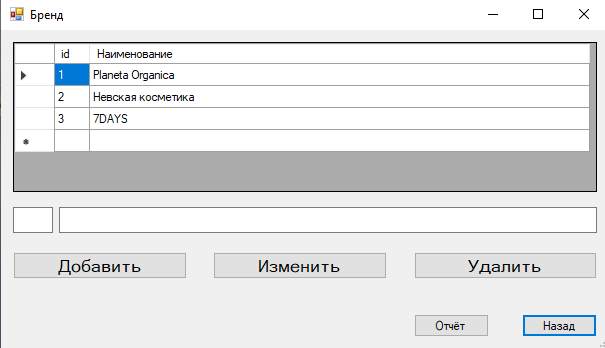 Бренд
id Наименование
1 Planeta Organica
2 Невская косметика
3 7DAYS
Добавить Изменить Удалить
Отчёт Назад